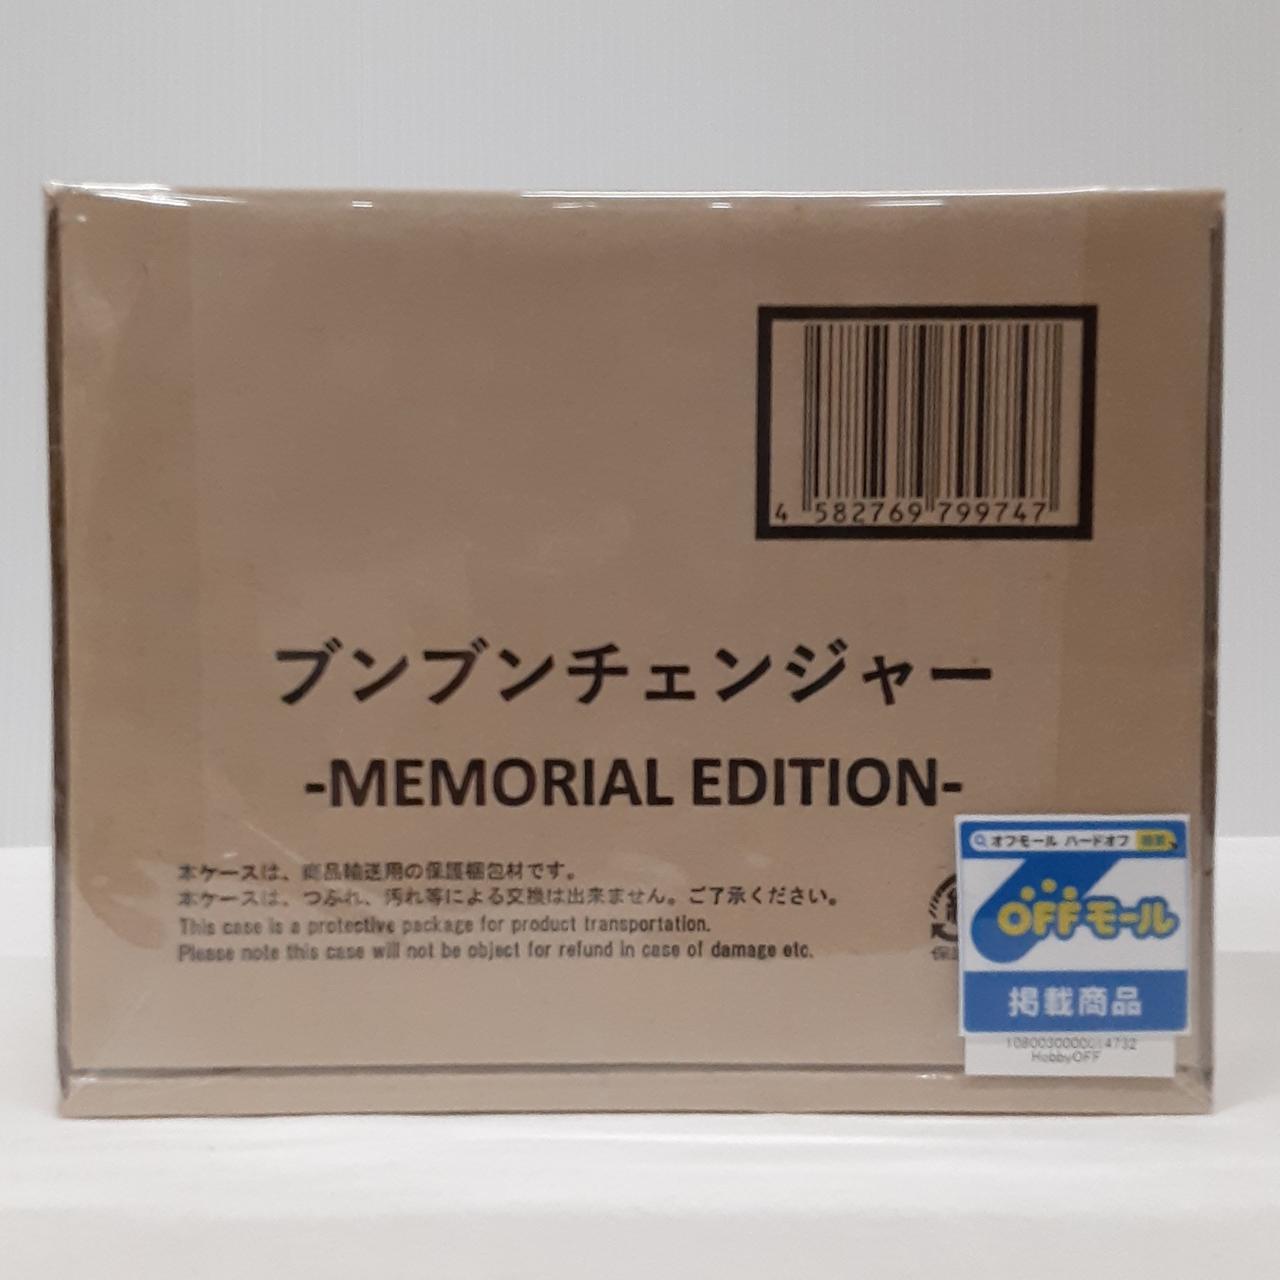 4 582769 799747
ブンブンチェンジャー
-MEMORIAL EDITION-
本ケースは、商品輸送用の保護梱包材です。
本ケースは、つぶれ、汚れ等による交換は出来ません。ご了承ください。
This case is a protective package for product transportation.
Please note this case will not be object for refund in case of damage etc.
オフモール ハードオフ 検索
OFFモール
掲載商品
HobbyOFF